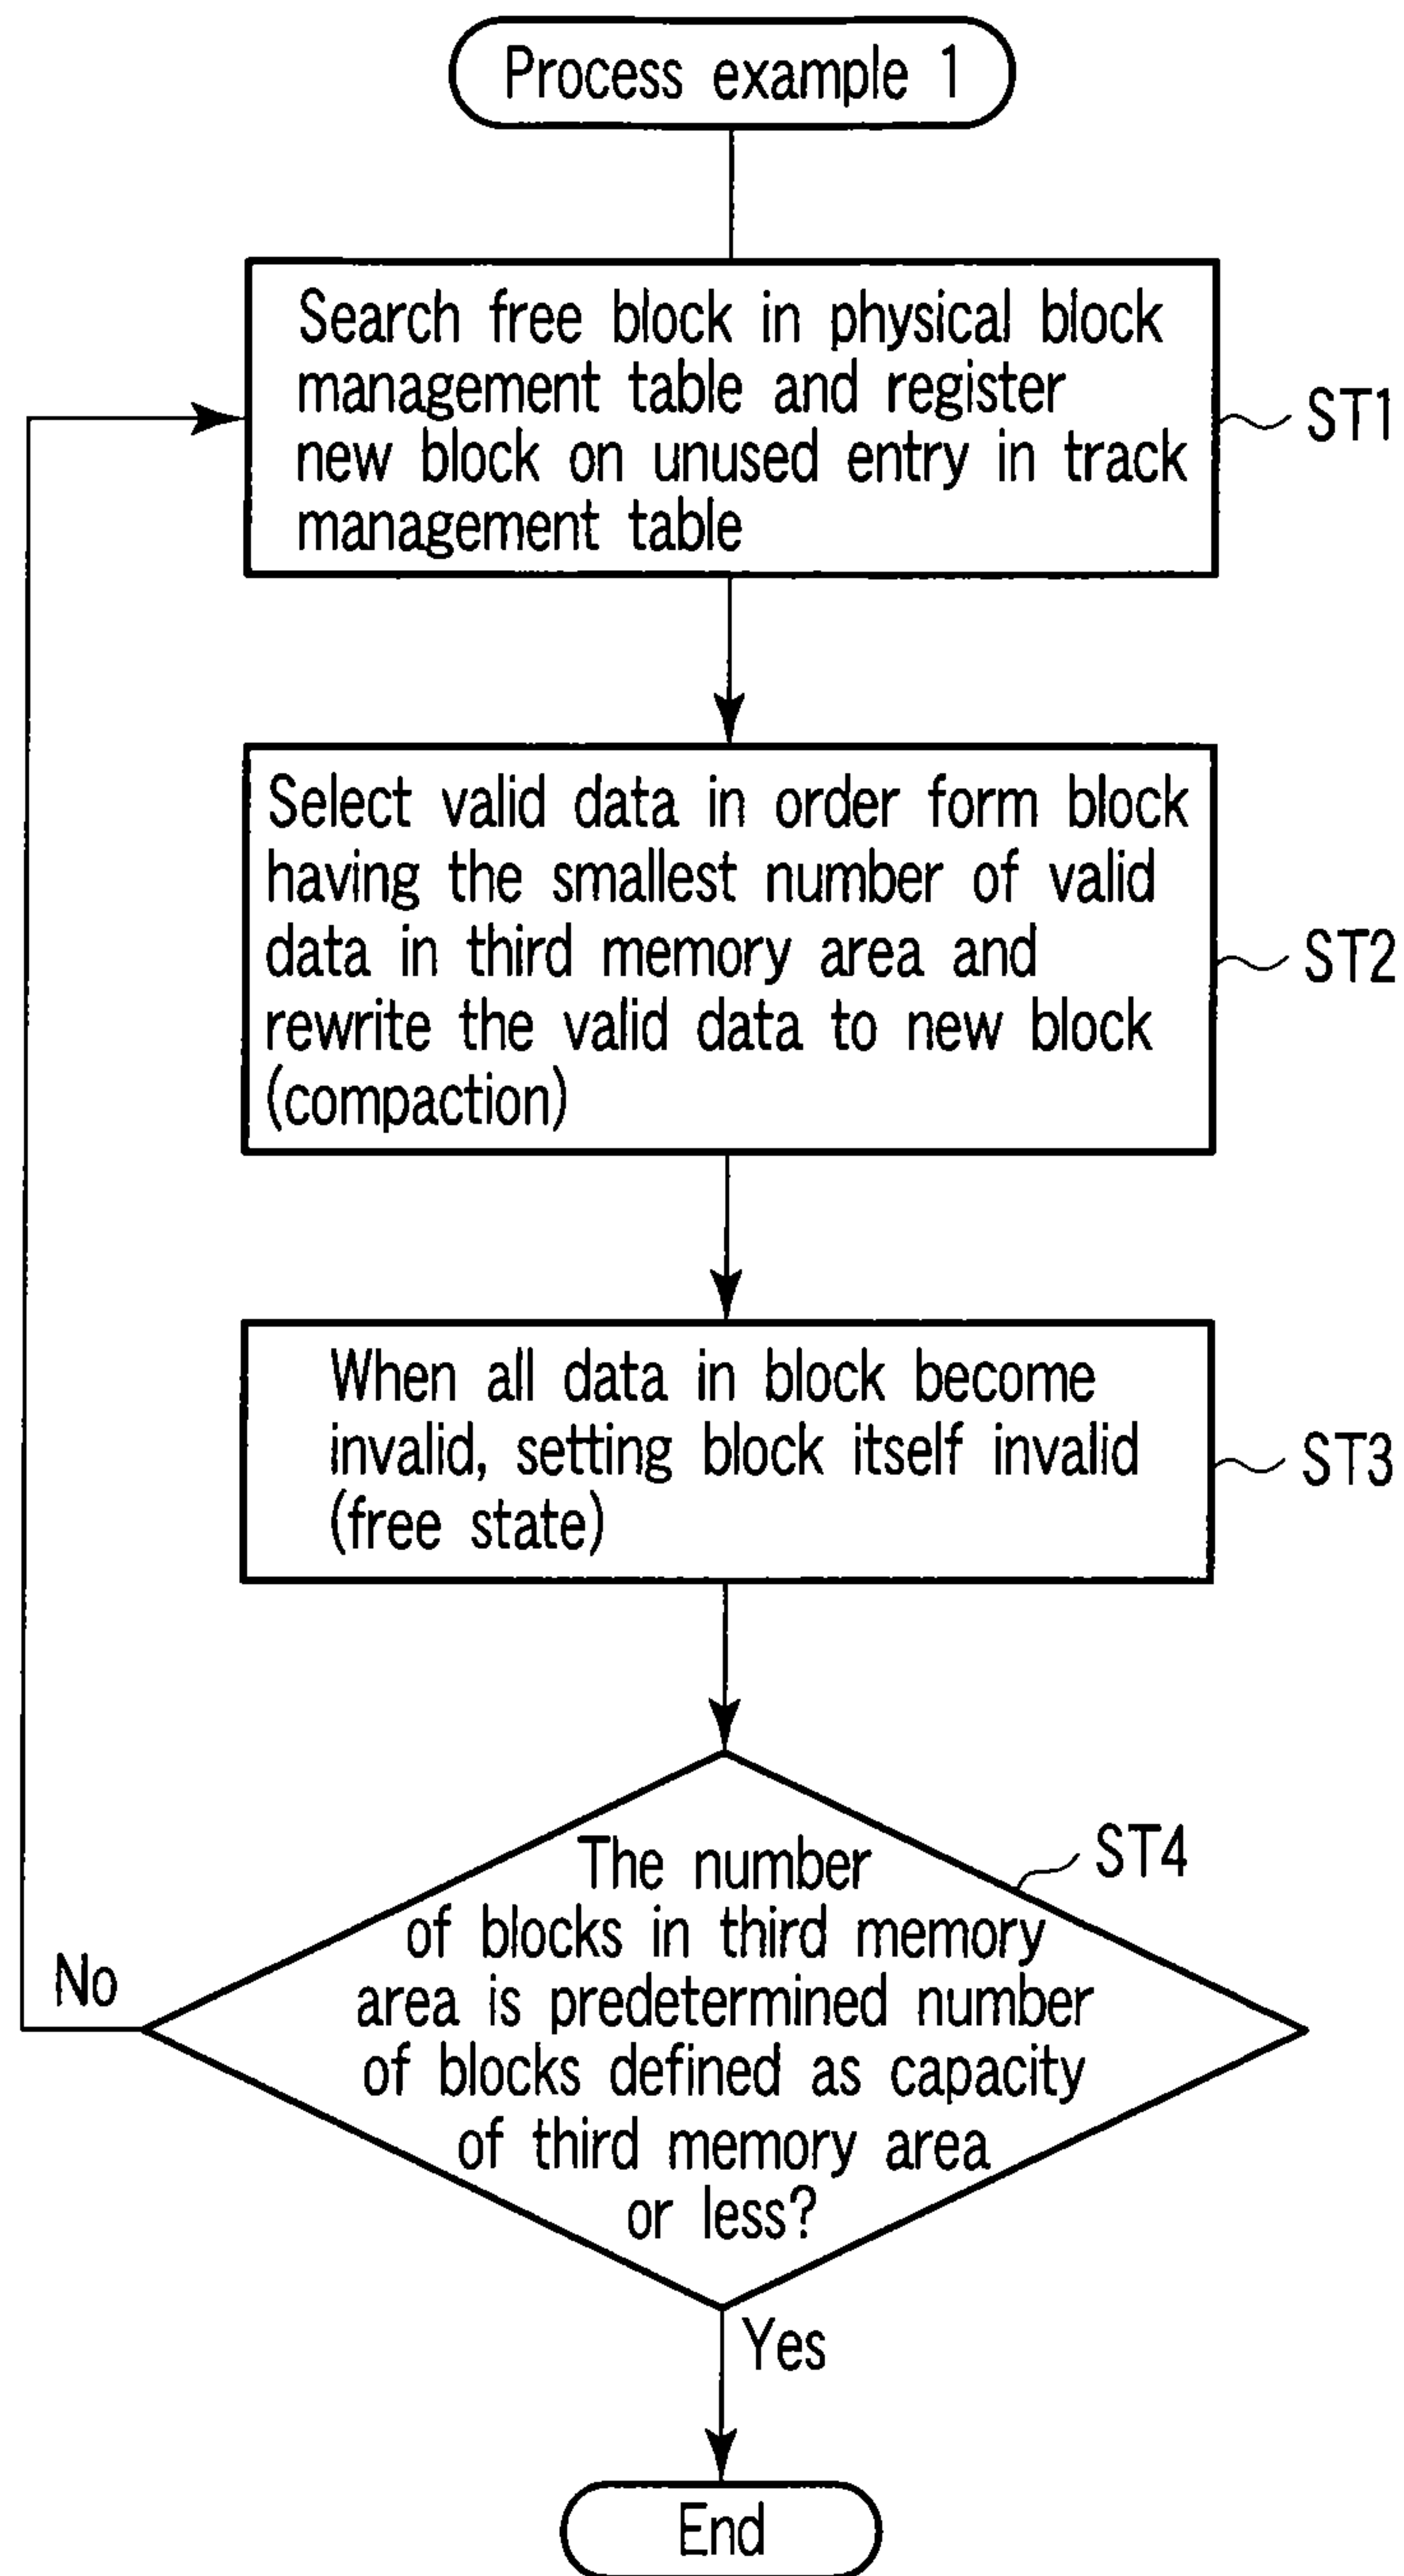 Process example 1
Search free block in physical block
management table and register
new block on unused entry in track
management table
ST1
Select valid data in order form block
having the smallest number of valid
data in third memory area and
rewrite the valid data to new block
(compaction)
ST2
When all data in block become
invalid, setting block itself invalid
(free state)
ST3
ST4
The number
of blocks in third memory
area is predetermined number
of blocks defined as capacity
of third memory area
or less?
No
Yes
End